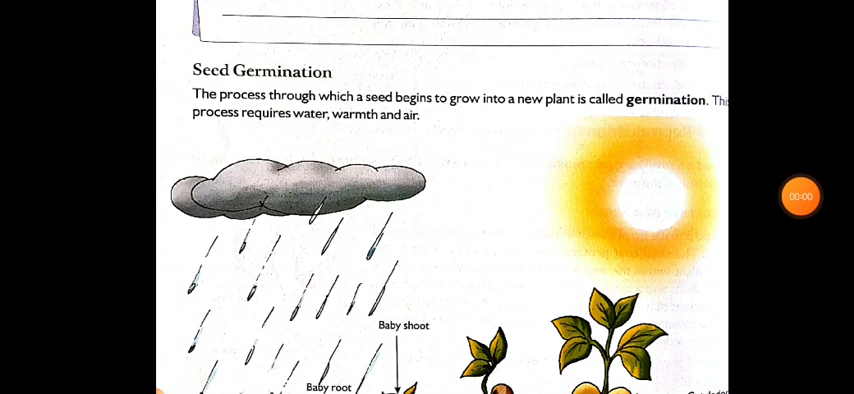 Seed Germination
The process through which a seed begins to grow into a new plant is called germination. This
process requires water, warmth and air.
00:00
Baby shoot
Baby root